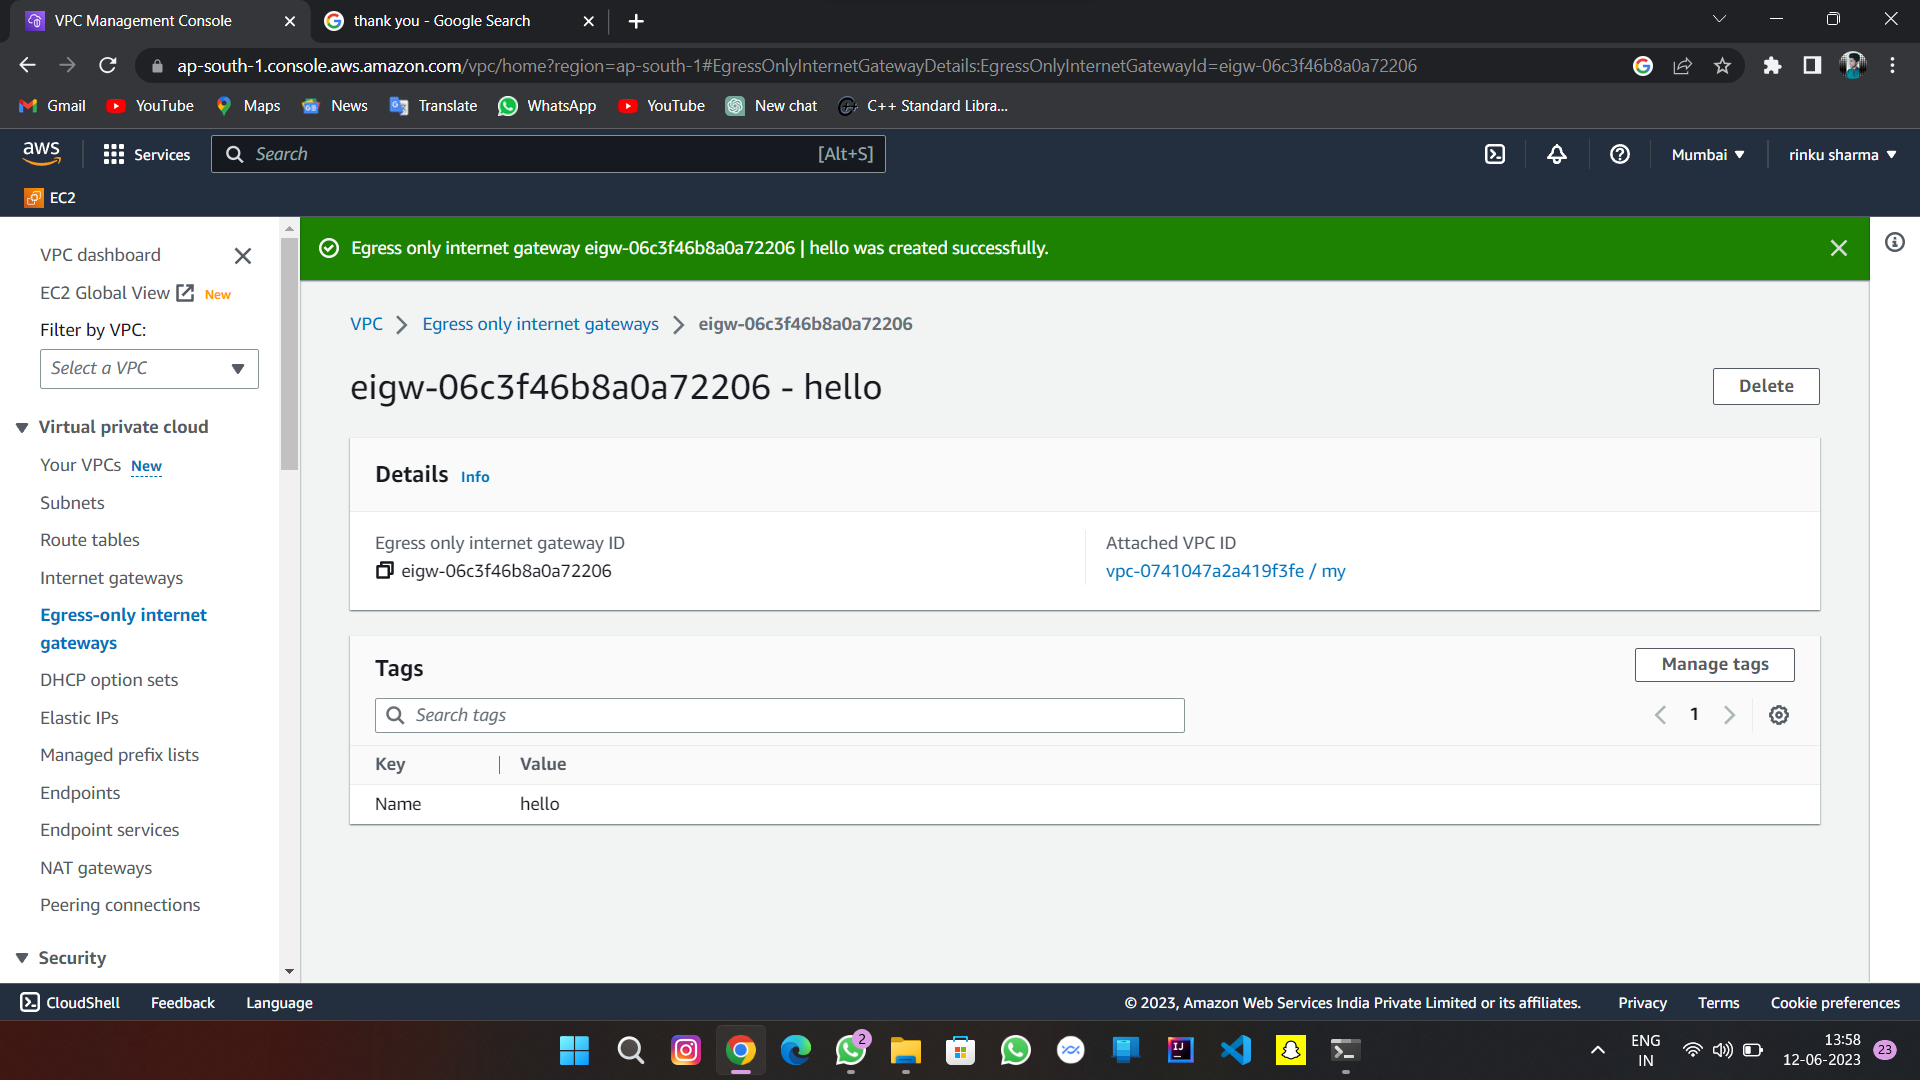 VPC Management Console
thank you - Google Search
ap-south-1.console.aws.amazon.com/vpc/home?region=ap-south-1#EgressOnlyInternetGatewayDetails:EgressOnlyInternetGatewayId=eigw-06c3f46b8a0a72206
Gmail YouTube Maps News Translate WhatsApp YouTube New chat C++ Standard Libra...
aws Services Search [Alt+S] Mumbai rinku sharma
EC2
VPC dashboard
EC2 Global View New
Filter by VPC:
Select a VPC
Virtual private cloud
Your VPCs New
Subnets
Route tables
Internet gateways
Egress-only internet
gateways
DHCP option sets
Elastic IPs
Managed prefix lists
Endpoints
Endpoint services
NAT gateways
Peering connections
Security
Egress only internet gateway eigw-06c3f46b8a0a72206 | hello was created successfully.
VPC Egress only internet gateways eigw-06c3f46b8a0a72206
eigw-06c3f46b8a0a72206 - hello
Delete
Details Info
Egress only internet gateway ID
eigw-06c3f46b8a0a72206
Attached VPC ID
vpc-0741047a2a419f3fe / my
Tags
Manage tags
Search tags
1
Key Value
Name hello
CloudShell Feedback Language © 2023, Amazon Web Services India Private Limited or its affiliates. Privacy Terms Cookie preferences
2
IJ
ENG
IN
13:58
12-06-2023
23